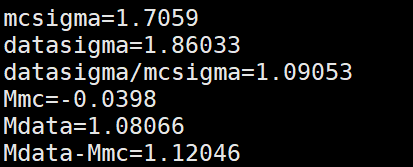 mcsigma=1.7059
datasigma=1.86033
datasigma/mcsigma=1.09053
Mmc=-0.0398
Mdata=1.08066
Mdata-Mmc=1.12046